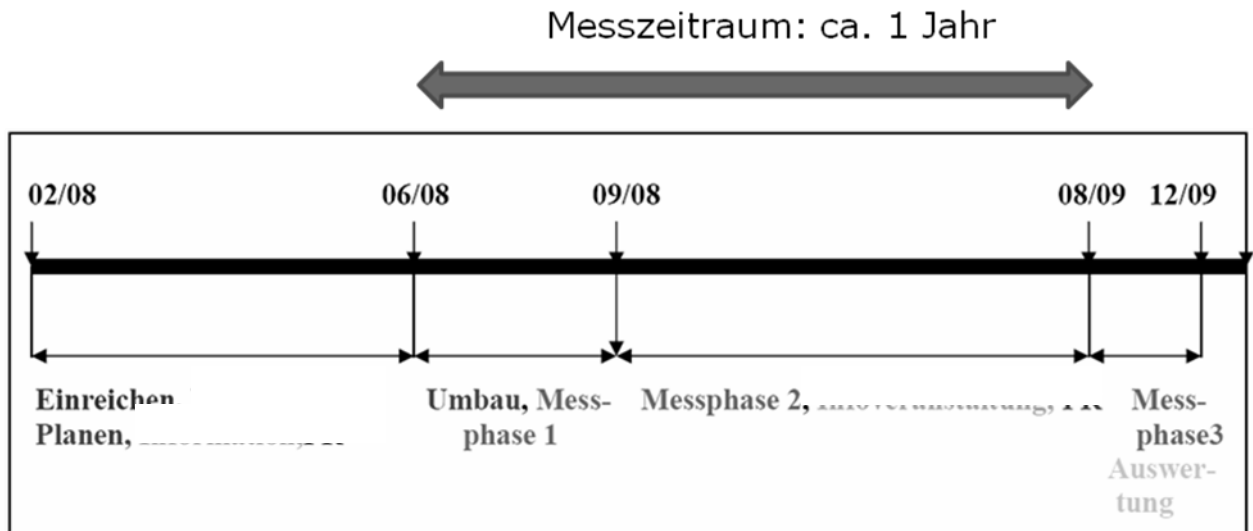 Messzeitraum: ca. 1 Jahr
02/08 06/08 09/08 08/09 12/09
Einreichen
Planen,
Umbau, Mess-
phase 1
Messphase 2,
Mess-
phase3
Auswer-
tung